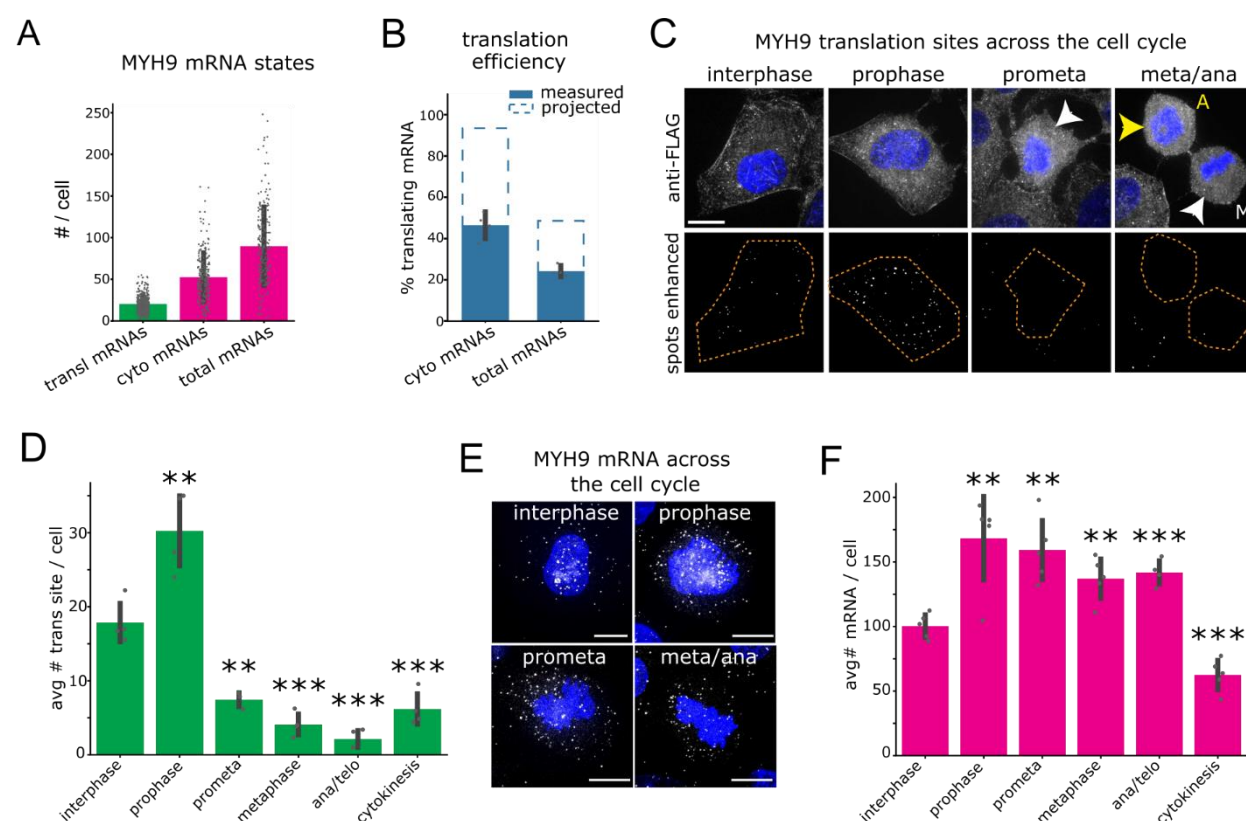 A
MYH9 mRNA states
# / cell
250
200
150
100
50
0
transl mRNAs
cyto mRNAs
total mRNAs
B
translation
efficiency
measured
projected
% translating mRNA
100
80
60
40
20
0
cyto mRNAs
total mRNAs
C
MYH9 translation sites across the cell cycle
interphase prophase prometa meta/ana
anti-FLAG
A
M
spots enhanced
D
avg # trans site / cell
30
20
10
0
**
**
***
***
***
interphase
prophase
prometa
metaphase
ana/telo
cytokinesis
E
MYH9 mRNA across
the cell cycle
interphase prophase
prometa meta/ana
F
avg# mRNA / cell
200
150
100
50
0
**
**
**
***
***
interphase
prophase
prometa
metaphase
ana/telo
cytokinesis